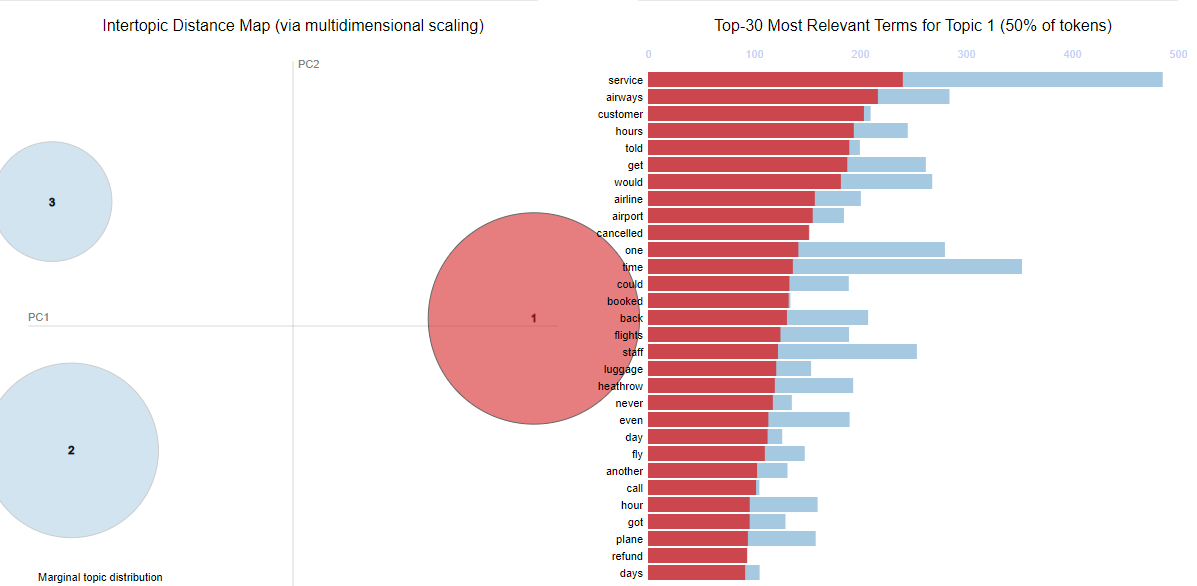 Intertopic Distance Map (via multidimensional scaling)
PC2
3
1
PC1
2
Marginal topic distribution
Top-30 Most Relevant Terms for Topic 1 (50% of tokens)
0 100 200 300 400 500
service
airways
customer
hours
told
get
would
airline
airport
cancelled
one
time
could
booked
back
flights
staff
luggage
heathrow
never
even
day
fly
another
call
hour
got
plane
refund
days